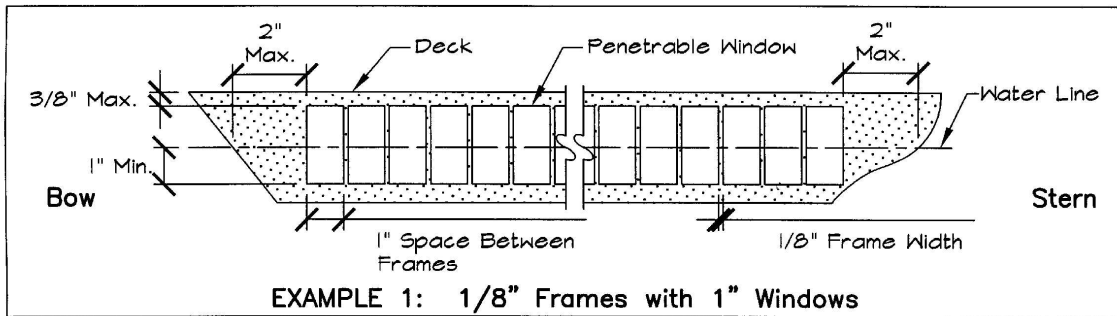 2"
Max.
Deck
Penetrable Window
2"
Max.
3/8" Max.
Water Line
1" Min.
Bow
Stern
1" Space Between
Frames
1/8" Frame Width
EXAMPLE 1: 1/8" Frames with 1" Windows